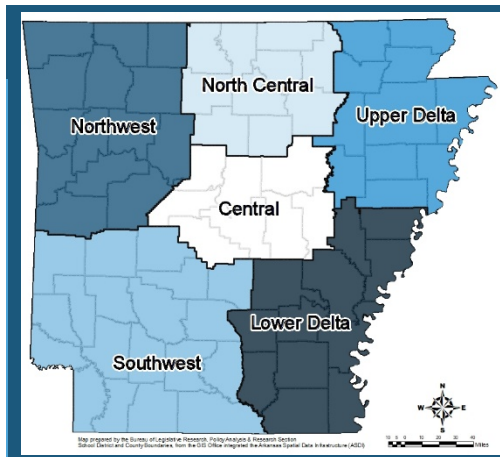 North Central
Northwest
Upper Delta
Central
Lower Delta
Southwest
N
W
E
S
Miles
Map prepared by the Bureau of Legislative Research, Policy Analysis & Research Section
School District and County Boundaries, from the GIS Office integrated the Arkansas Spatial Data Infrastructure (ASDI)